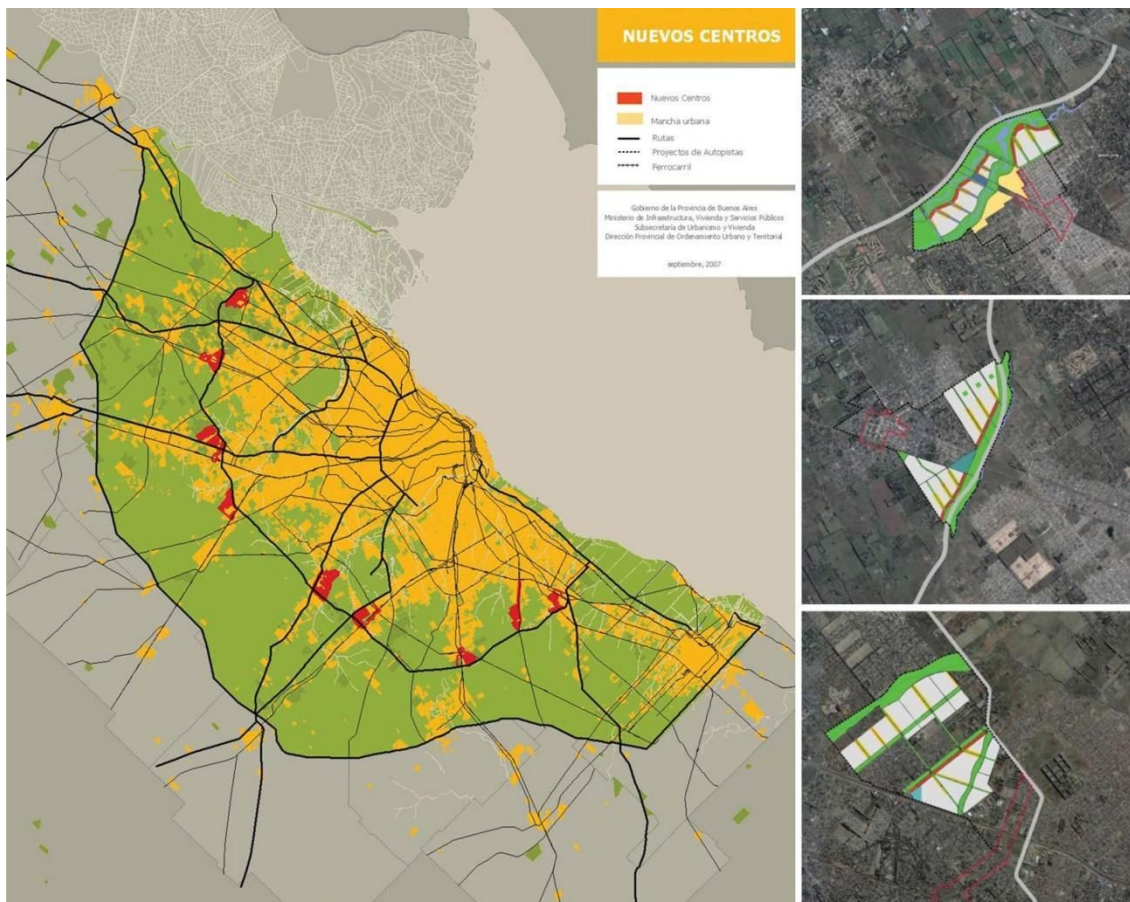 NUEVOS CENTROS
Nuevos Centros
Mancha urbana
Rutas
Proyectos de Autopistas
Ferrocarril
Gobierno de la Provincia de Buenos Aires
Ministerio de Infraestructura, Vivienda y Servicios Públicos
Subsecretaría de Urbanismo y Vivienda
Dirección Provincial de Ordenamiento Urbano y Territorial
septiembre, 2007